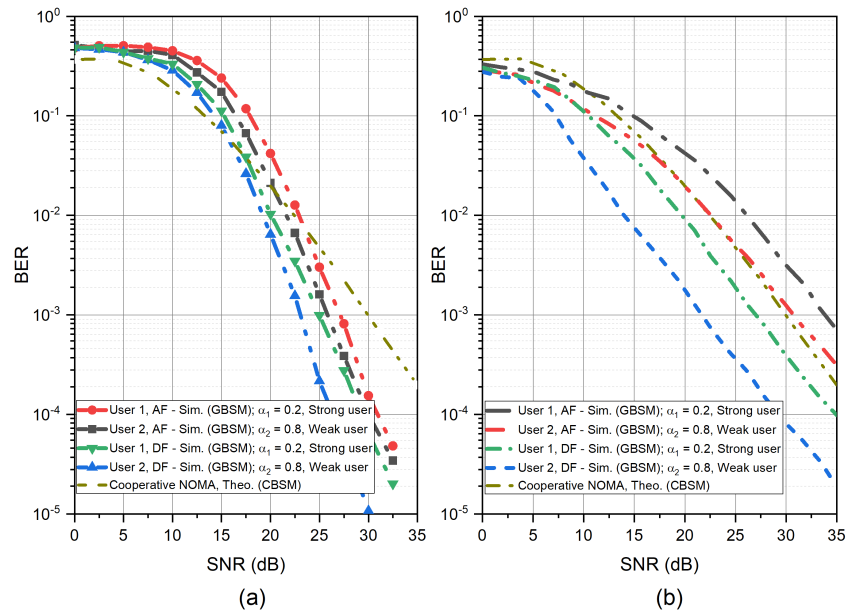 10⁰
10⁻¹
10⁻²
10⁻³
10⁻⁴
10⁻⁵
BER
User 1, AF - Sim. (GBSM); α₁ = 0.2, Strong user
User 2, AF - Sim. (GBSM); α₂ = 0.8, Weak user
User 1, DF - Sim. (GBSM); α₁ = 0.2, Strong user
User 2, DF - Sim. (GBSM); α₂ = 0.8, Weak user
Cooperative NOMA, Theo. (CBSM)
0 5 10 15 20 25 30 35
SNR (dB)
(a)
10⁰
10⁻¹
10⁻²
10⁻³
10⁻⁴
10⁻⁵
BER
User 1, AF - Sim. (GBSM); α₁ = 0.2, Strong user
User 2, AF - Sim. (GBSM); α₂ = 0.8, Weak user
User 1, DF - Sim. (GBSM); α₁ = 0.2, Strong user
User 2, DF - Sim. (GBSM); α₂ = 0.8, Weak user
Cooperative NOMA, Theo. (CBSM)
0 5 10 15 20 25 30 35
SNR (dB)
(b)